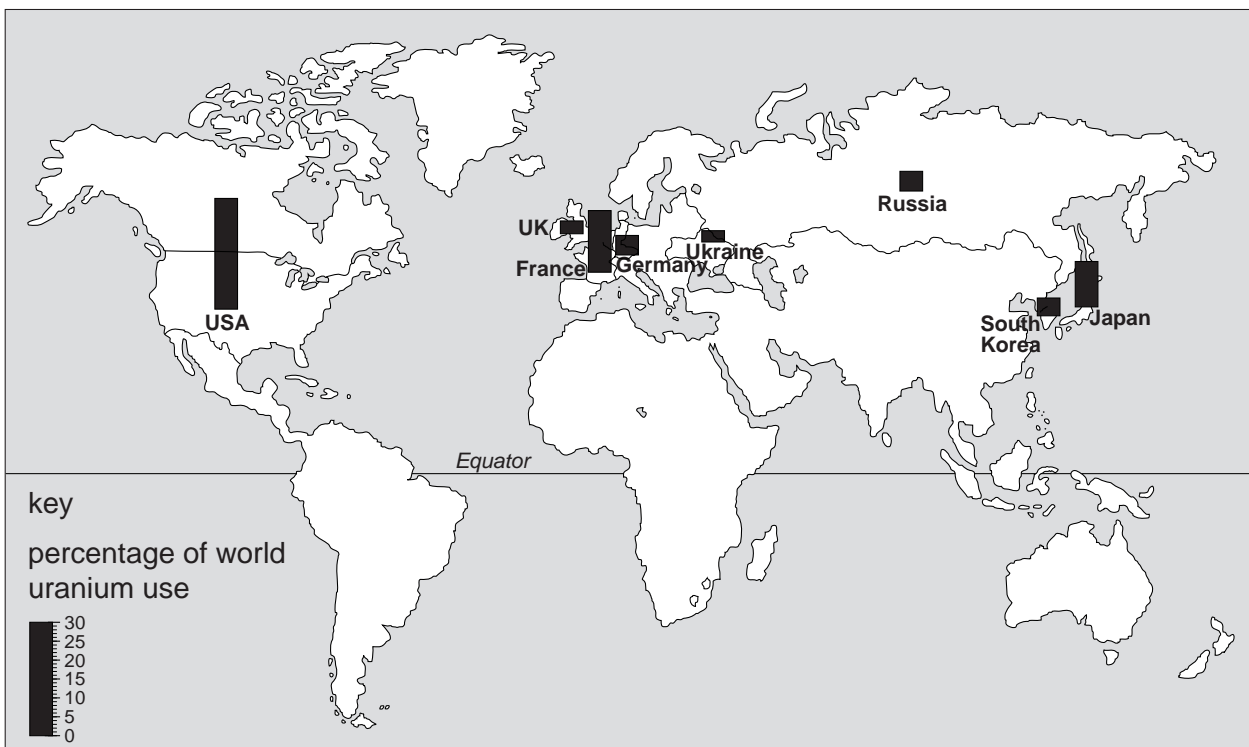 Russia
UK
Ukraine
France
Germany
USA
South
Korea
Japan
Equator
key
percentage of world
uranium use
30
25
20
15
10
5
0